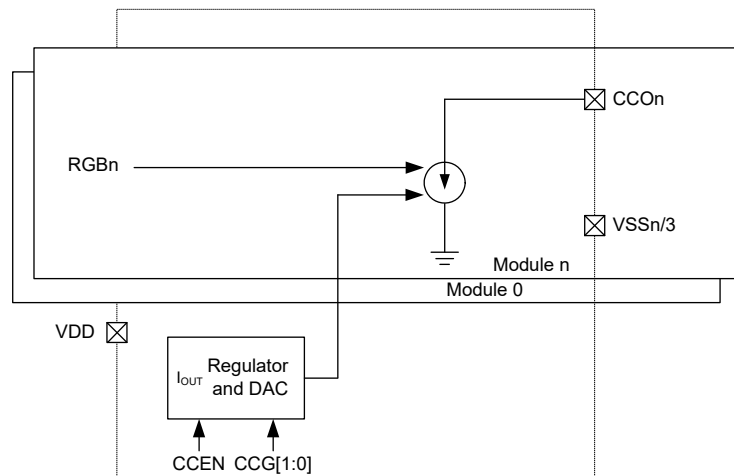 CCOn
RGBn
VSSn/3
Module n
Module 0
VDD
IOUT Regulator
and DAC
CCEN CCG[1:0]